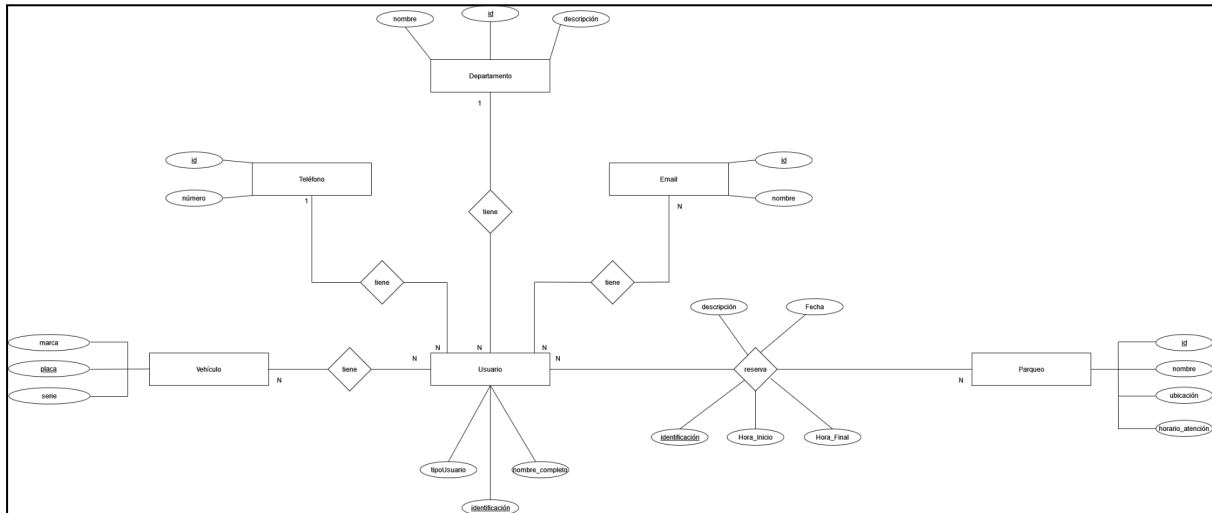 id
nombre
descripción
Departamento
1
id
Teléfono
número
1
Email
id
nombre
N
tiene
tiene
tiene
descripción
Fecha
marca
placa
serie
Vehículo
N
tiene
N
N
N
N
N
Usuario
reserva
N
Parqueo
id
nombre
ubicación
horario_atención
identificación
Hora_Inicio
Hora_Final
tipoUsuario
nombre_completo
identificación